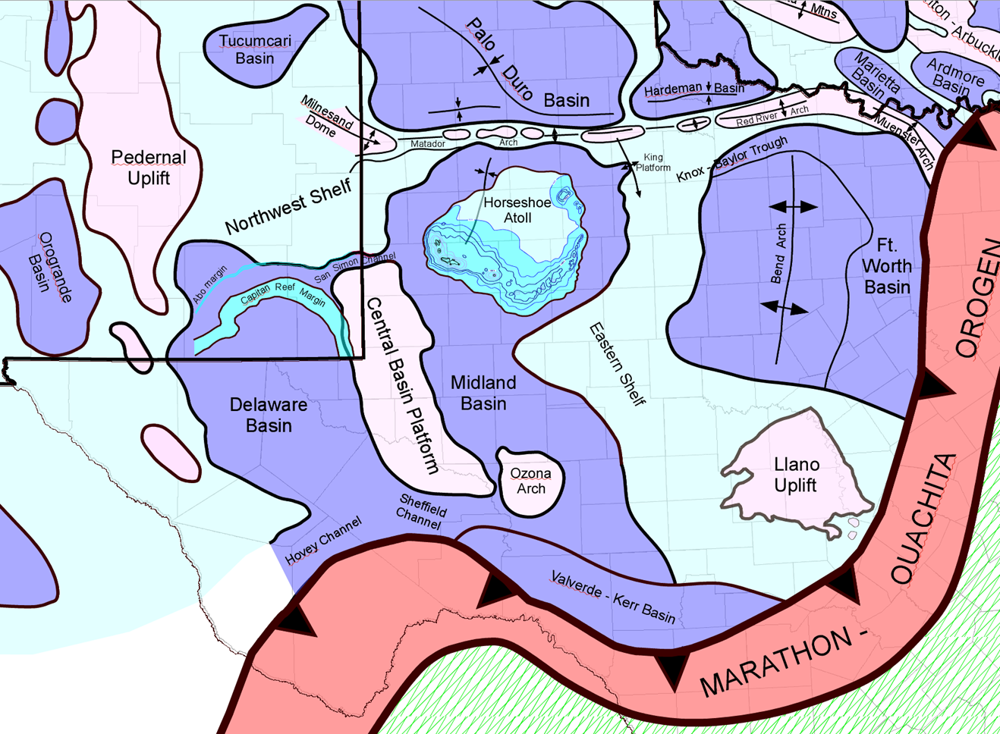 Tucumcari
Basin
Palo
Duro
Basin
Mtns
-Arbuckle
Marietta
Basin
Ardmore
Basin
Hardeman Basin
Milnesand
Dome
Matador
Arch
Red River Arch
Muenster Arch
King
Platform
Knox - Baylor Trough
Pedernal
Uplift
Northwest Shelf
Horseshoe
Atoll
Orogrande
Basin
Abo margin
San Simon Channel
Capitan Reef Margin
Bend Arch
Ft.
Worth
Basin
Central Basin Platform
Eastern Shelf
Midland
Basin
Delaware
Basin
Ozona
Arch
Llano
Uplift
Sheffield
Channel
Hovey Channel
Valverde - Kerr Basin
MARATHON -
OUACHITA
OROGEN